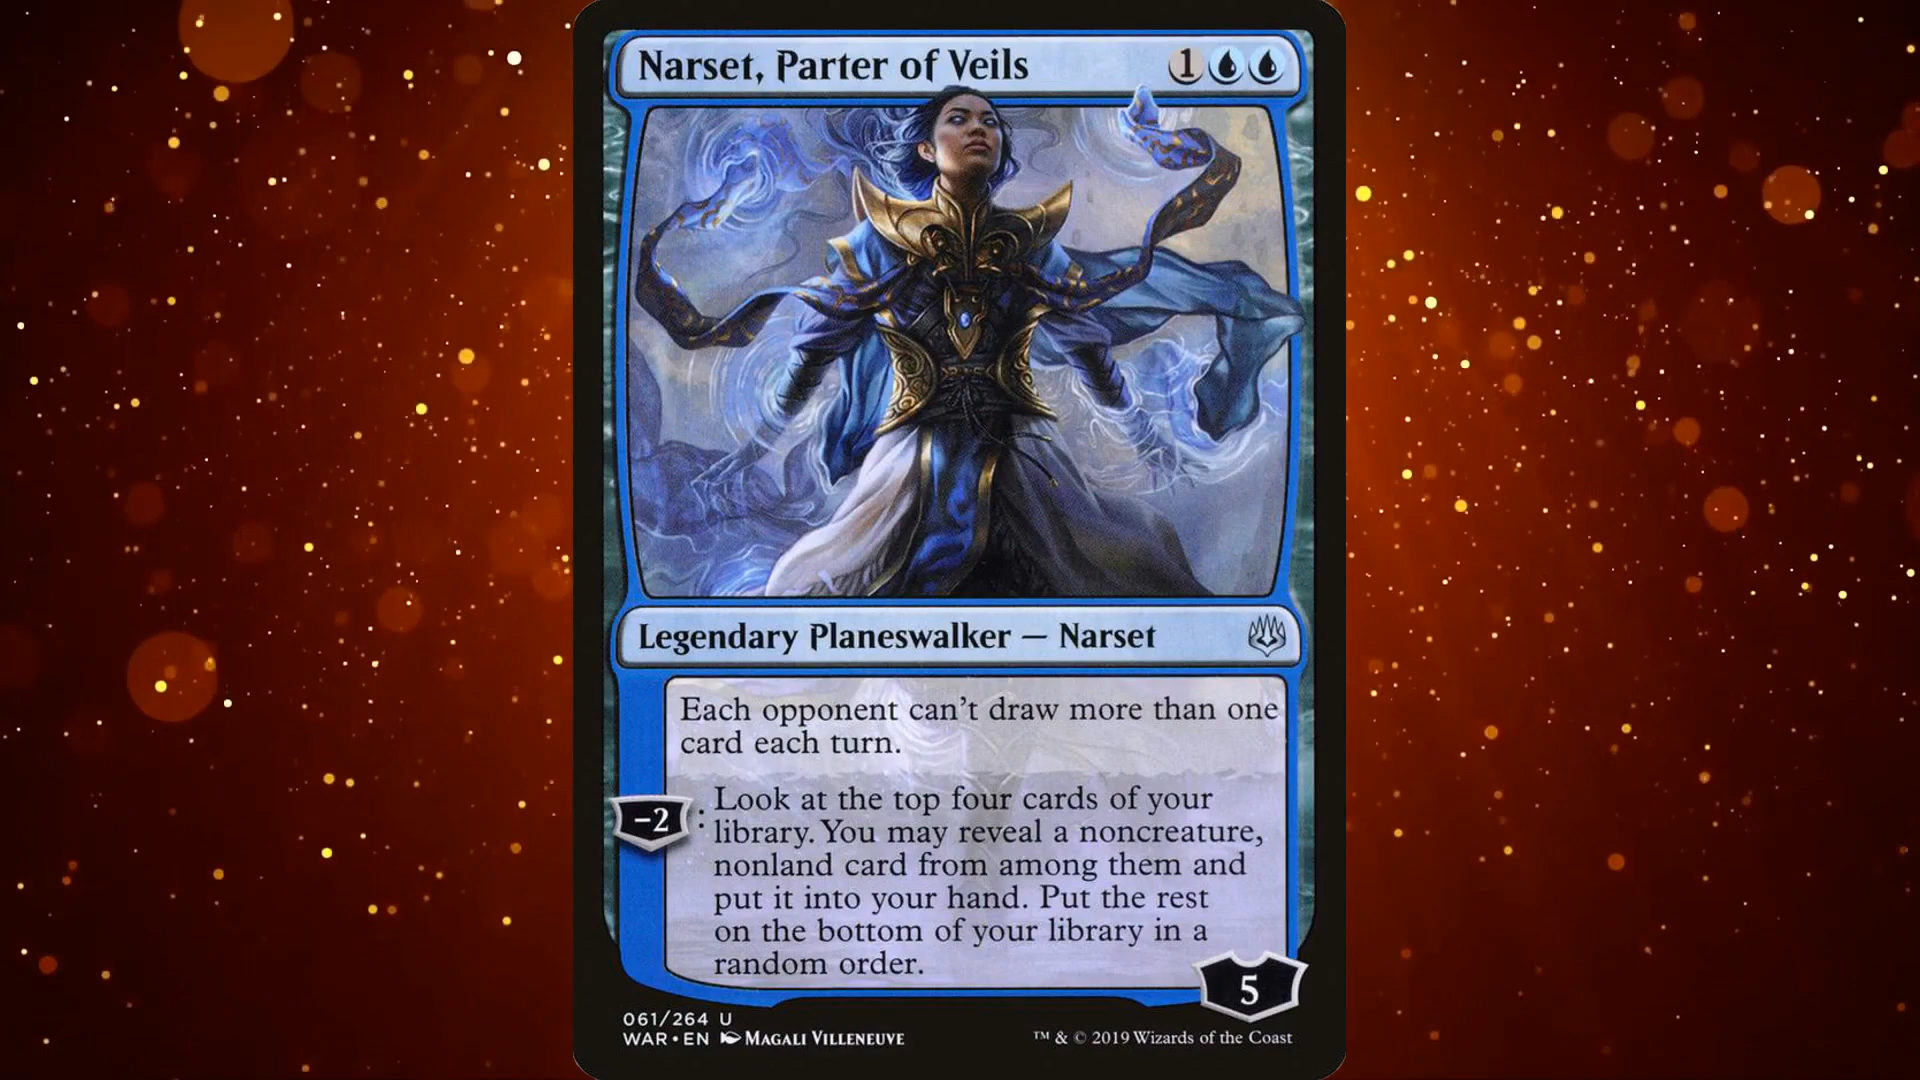 Narset, Parter of Veils 1
Legendary Planeswalker — Narset
Each opponent can't draw more than one
card each turn.
−2: Look at the top four cards of your
library. You may reveal a noncreature,
nonland card from among them and
put it into your hand. Put the rest
on the bottom of your library in a
random order.
5
061/264 U
WAR • EN MAGALI VILLENEUVE
™ & © 2019 Wizards of the Coast